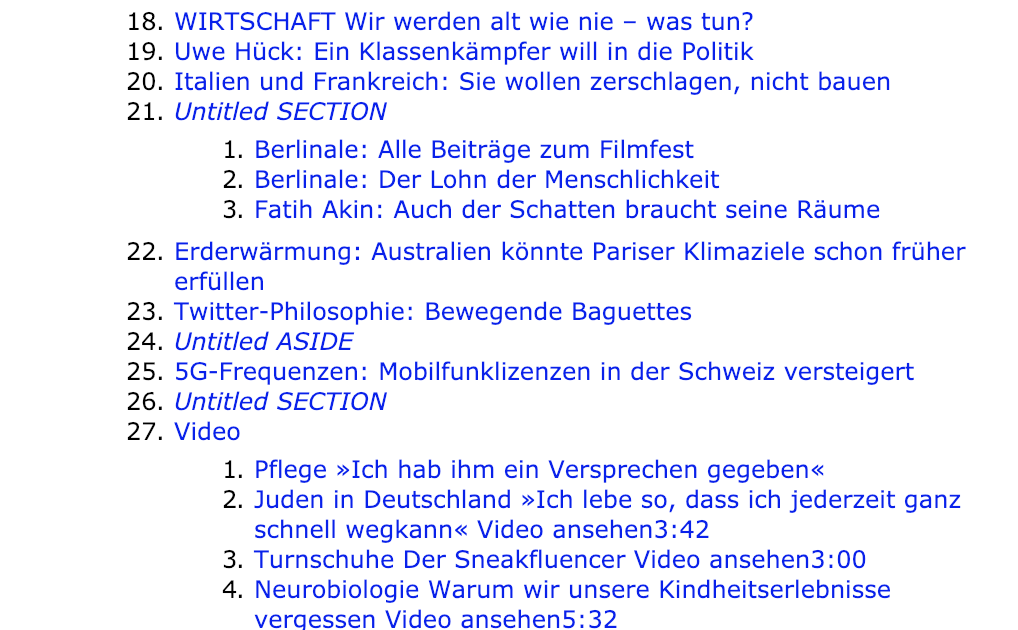 18. WIRTSCHAFT Wir werden alt wie nie – was tun?
19. Uwe Hück: Ein Klassenkämpfer will in die Politik
20. Italien und Frankreich: Sie wollen zerschlagen, nicht bauen
21. Untitled SECTION
1. Berlinale: Alle Beiträge zum Filmfest
2. Berlinale: Der Lohn der Menschlichkeit
3. Fatih Akin: Auch der Schatten braucht seine Räume
22. Erderwärmung: Australien könnte Pariser Klimaziele schon früher
erfüllen
23. Twitter-Philosophie: Bewegende Baguettes
24. Untitled ASIDE
25. 5G-Frequenzen: Mobilfunklizenzen in der Schweiz versteigert
26. Untitled SECTION
27. Video
1. Pflege »Ich hab ihm ein Versprechen gegeben«
2. Juden in Deutschland »Ich lebe so, dass ich jederzeit ganz
schnell wegkann« Video ansehen3:42
3. Turnschuhe Der Sneakfluencer Video ansehen3:00
4. Neurobiologie Warum wir unsere Kindheitserlebnisse
vergessen Video ansehen5:32